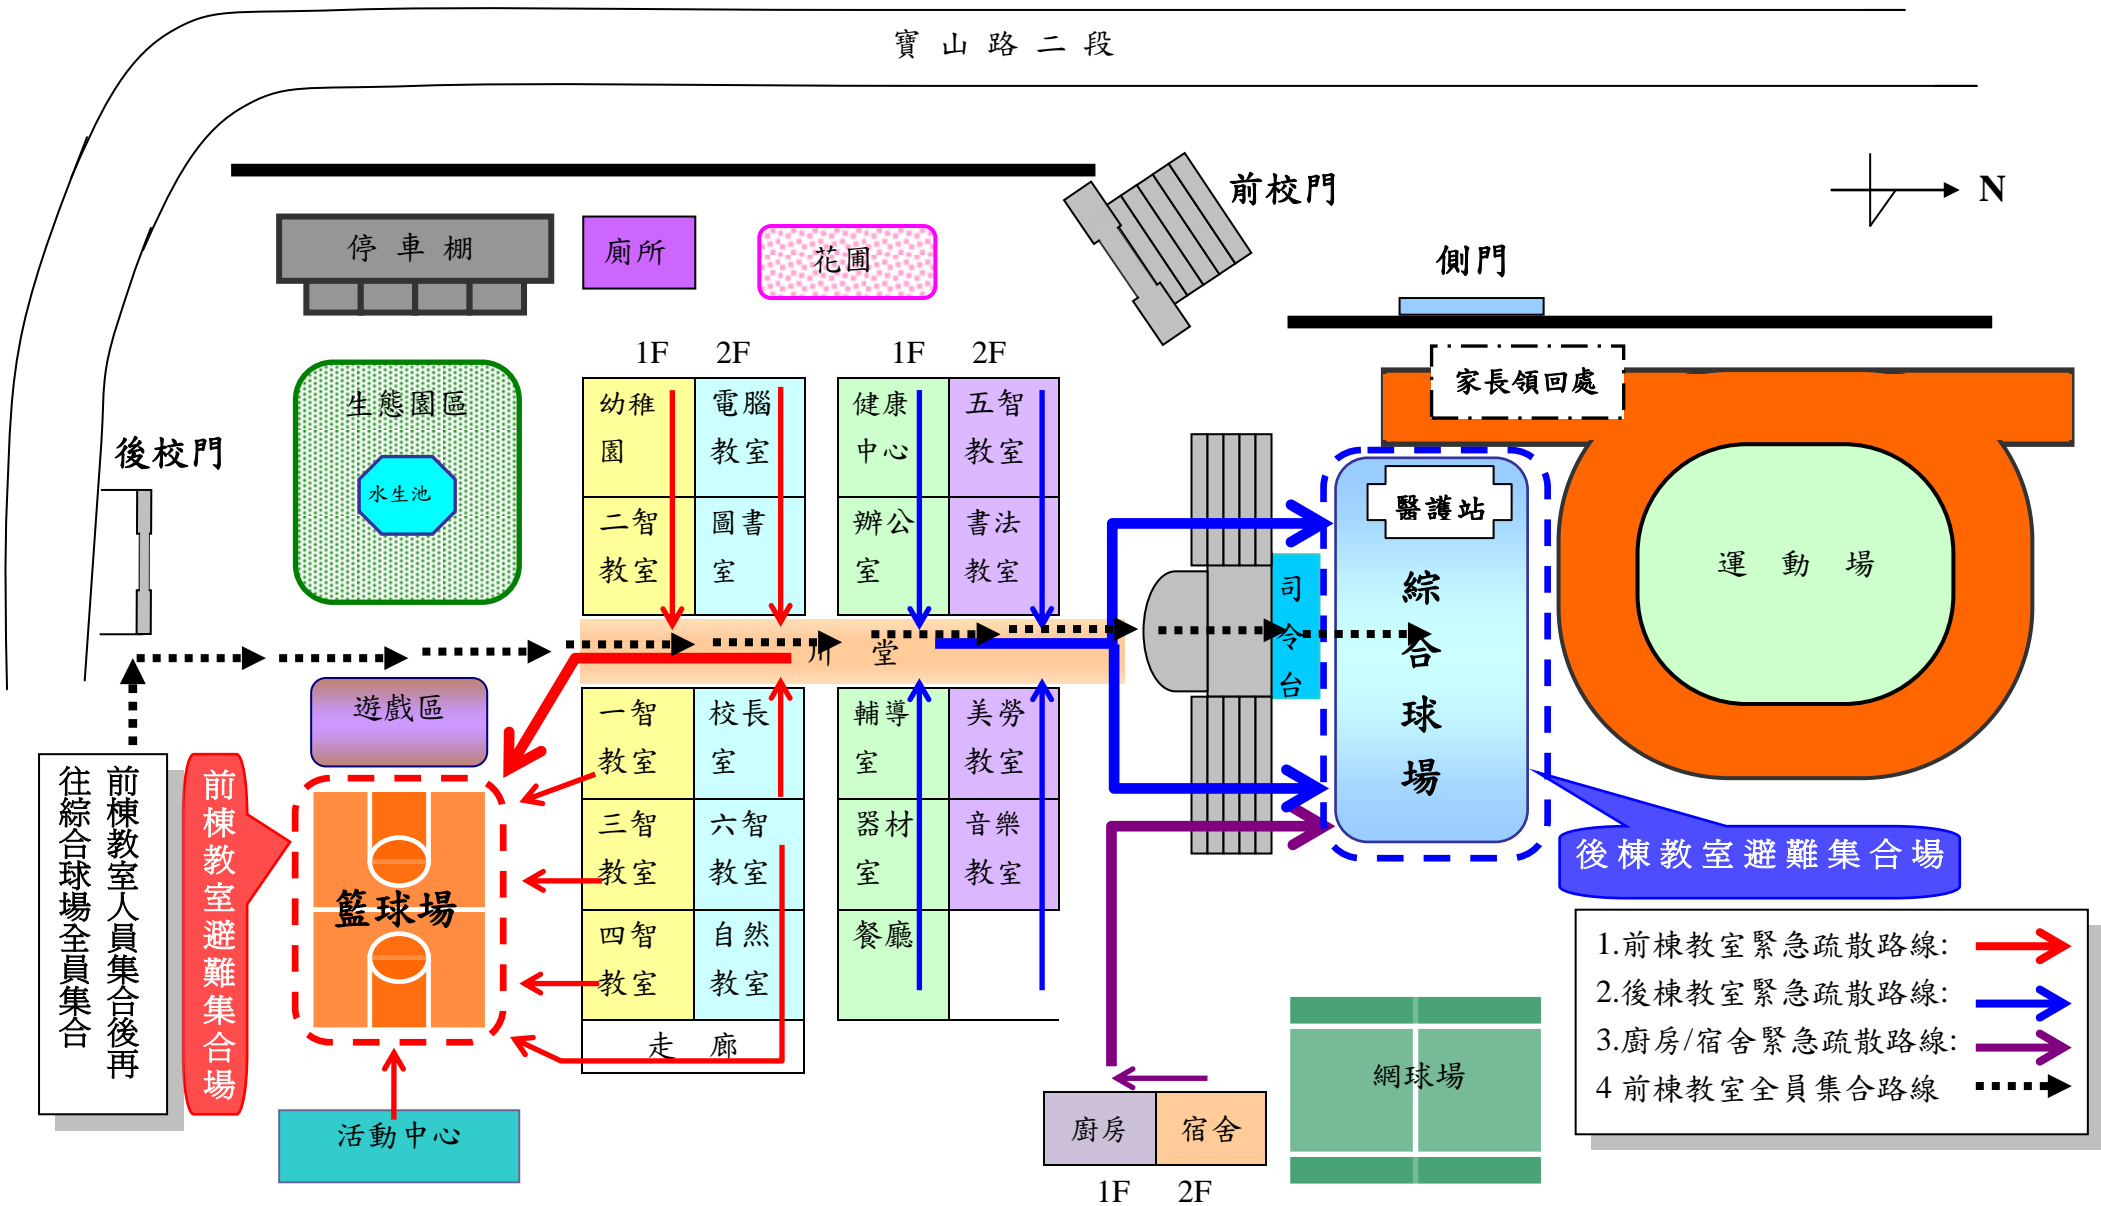 寶山路二段
前校門
N
側門
停車棚
廁所
花圃
家長領回處
1F 2F
1F 2F
生態園區
水生池
後校門
幼稚
園
電腦
教室
二智
教室
圖書
室
健康
中心
五智
教室
辦公
室
書法
教室
川堂
司
令
台
醫護站
綜
合
球
場
運動場
遊戲區
一智
教室
校長
室
三智
教室
六智
教室
四智
教室
自然
教室
走廊
輔導
室
美勞
教室
器材
室
音樂
教室
餐廳
前棟教室人員集合後再
往綜合球場全員集合
前棟教室避難集合場
籃球場
活動中心
後棟教室避難集合場
廚房
宿舍
1F 2F
網球場
1.前棟教室緊急疏散路線:
2.後棟教室緊急疏散路線:
3.廚房/宿舍緊急疏散路線:
4 前棟教室全員集合路線